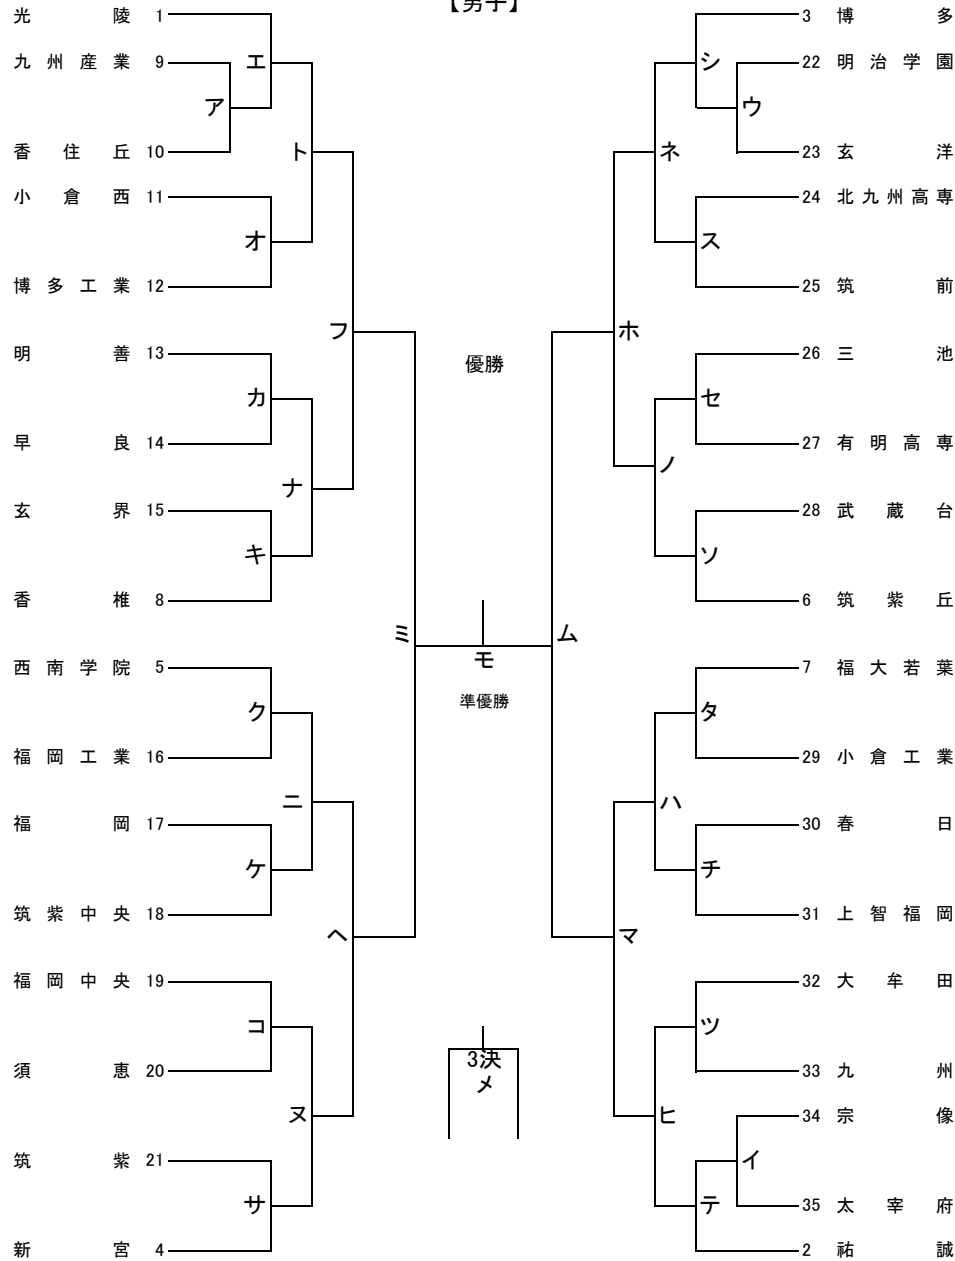 【男子】
光陵 1
3 博多
九州産業 9
エ
シ
22 明治学園
ア
ウ
香住丘 10
ト
ネ
23 玄洋
小倉西 11
24 北九州高専
オ
ス
博多工業 12
25 筑前
フ
ホ
明善 13
優勝
26 三池
カ
セ
早良 14
27 有明高専
ナ
ノ
玄界 15
28 武蔵台
キ
ソ
香椎 8
6 筑紫丘
ミ
ム
西南学院 5
モ
7 福大若葉
準優勝
ク
タ
福岡工業 16
29 小倉工業
ニ
ハ
福岡 17
30 春日
ケ
チ
筑紫中央 18
31 上智福岡
ヘ
マ
福岡中央 19
32 大牟田
コ
ツ
須恵 20
3決
メ
33 九州
ヌ
ヒ
34 宗像
筑紫 21
イ
サ
テ
35 太宰府
新宮 4
2 祐誠